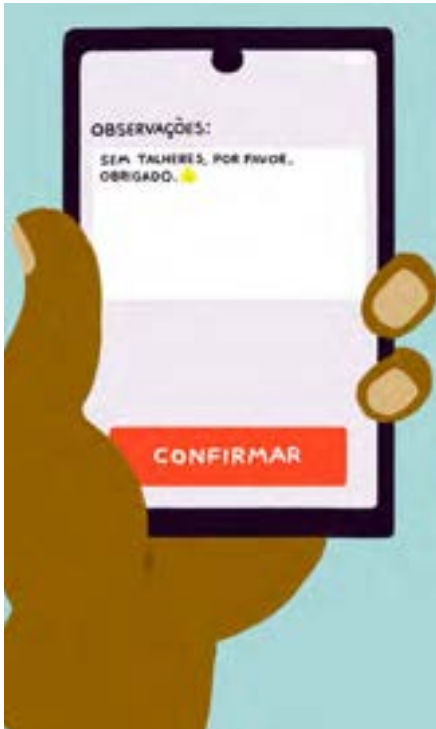 OBSERVAÇÕES:
SEM TALHERES, POR FAVOR.
OBRIGADO.
CONFIRMAR